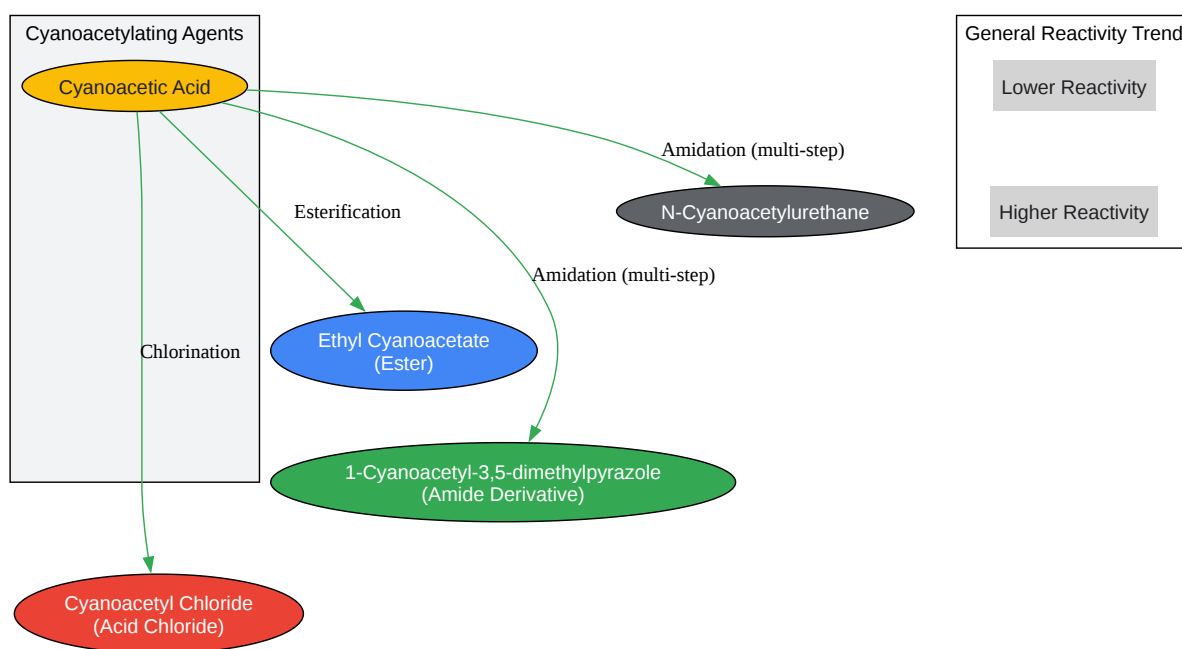 Cyanoacetylating Agents
Cyanoacetic Acid
General Reactivity Trend
Lower Reactivity
Higher Reactivity
Amidation (multi-step)
N-Cyanoacetylurethane
Esterification
Amidation (multi-step)
Ethyl Cyanoacetate
(Ester)
Chlorination
1-Cyanoacetyl-3,5-dimethylpyrazole
(Amide Derivative)
Cyanoacetyl Chloride
(Acid Chloride)